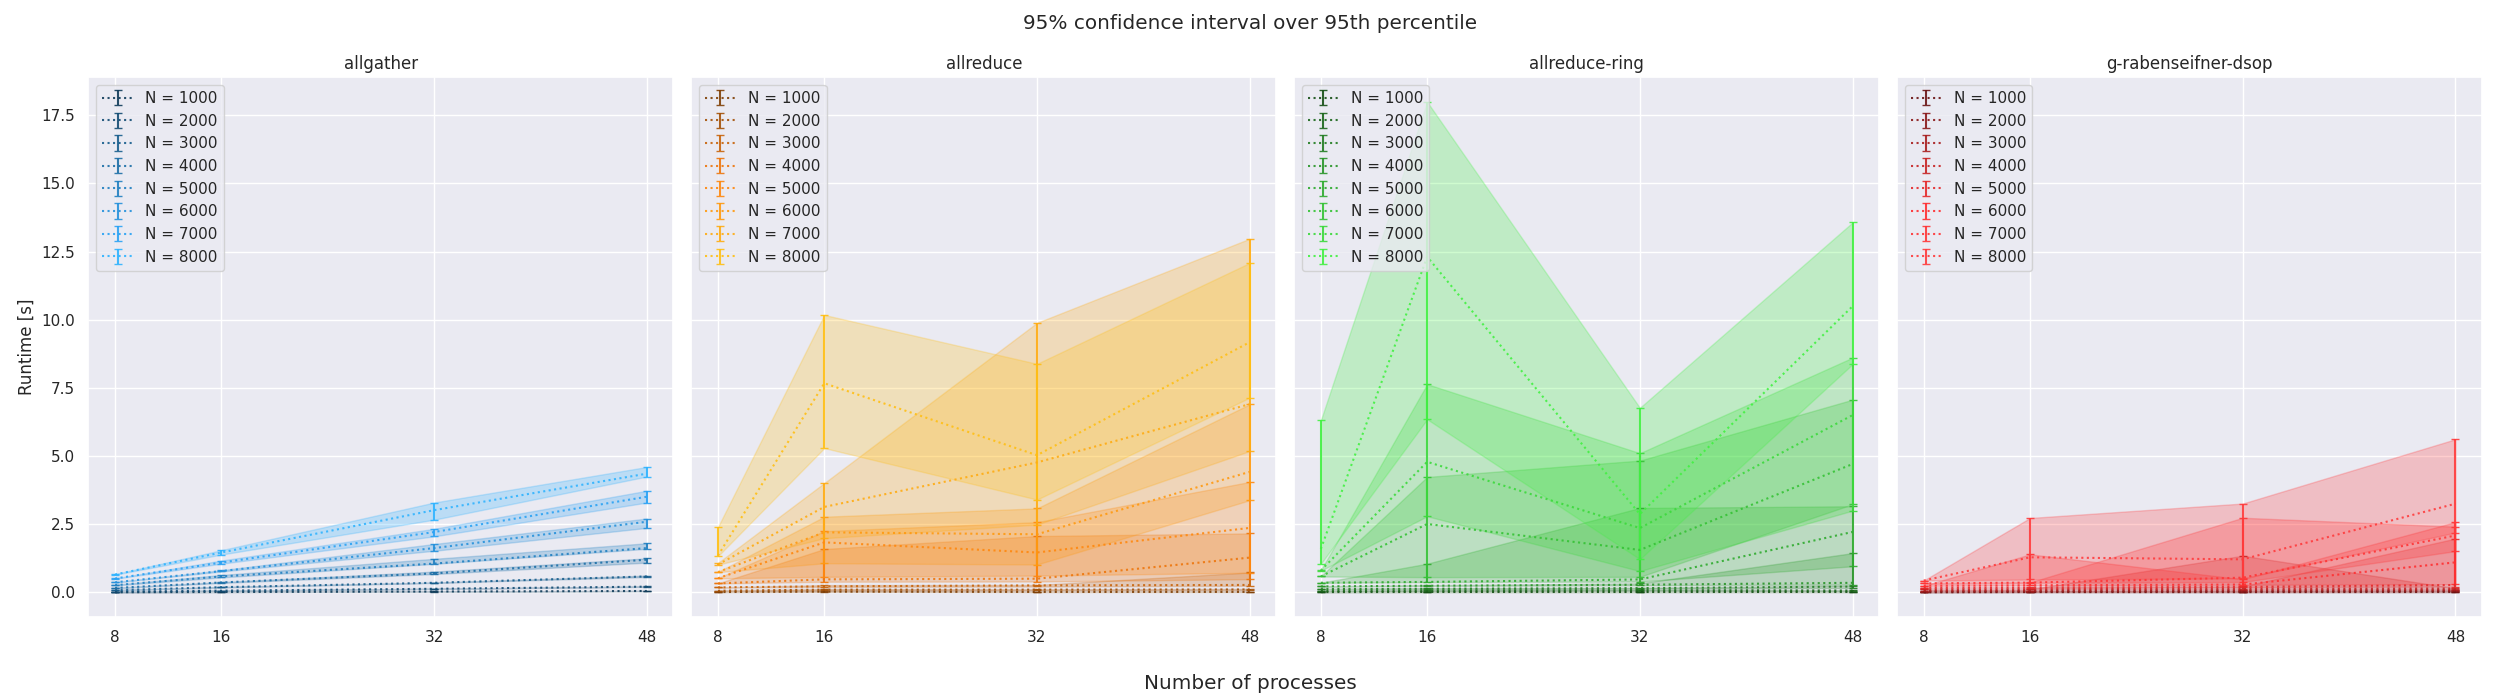 95% confidence interval over 95th percentile
allgather
allreduce
allreduce-ring
g-rabenseifner-dsop
Runtime [s]
17.5
15.0
12.5
10.0
7.5
5.0
2.5
0.0
N = 1000
N = 2000
N = 3000
N = 4000
N = 5000
N = 6000
N = 7000
N = 8000
8 16 32 48
N = 1000
N = 2000
N = 3000
N = 4000
N = 5000
N = 6000
N = 7000
N = 8000
8 16 32 48
N = 1000
N = 2000
N = 3000
N = 4000
N = 5000
N = 6000
N = 7000
N = 8000
8 16 32 48
N = 1000
N = 2000
N = 3000
N = 4000
N = 5000
N = 6000
N = 7000
N = 8000
8 16 32 48
Number of processes